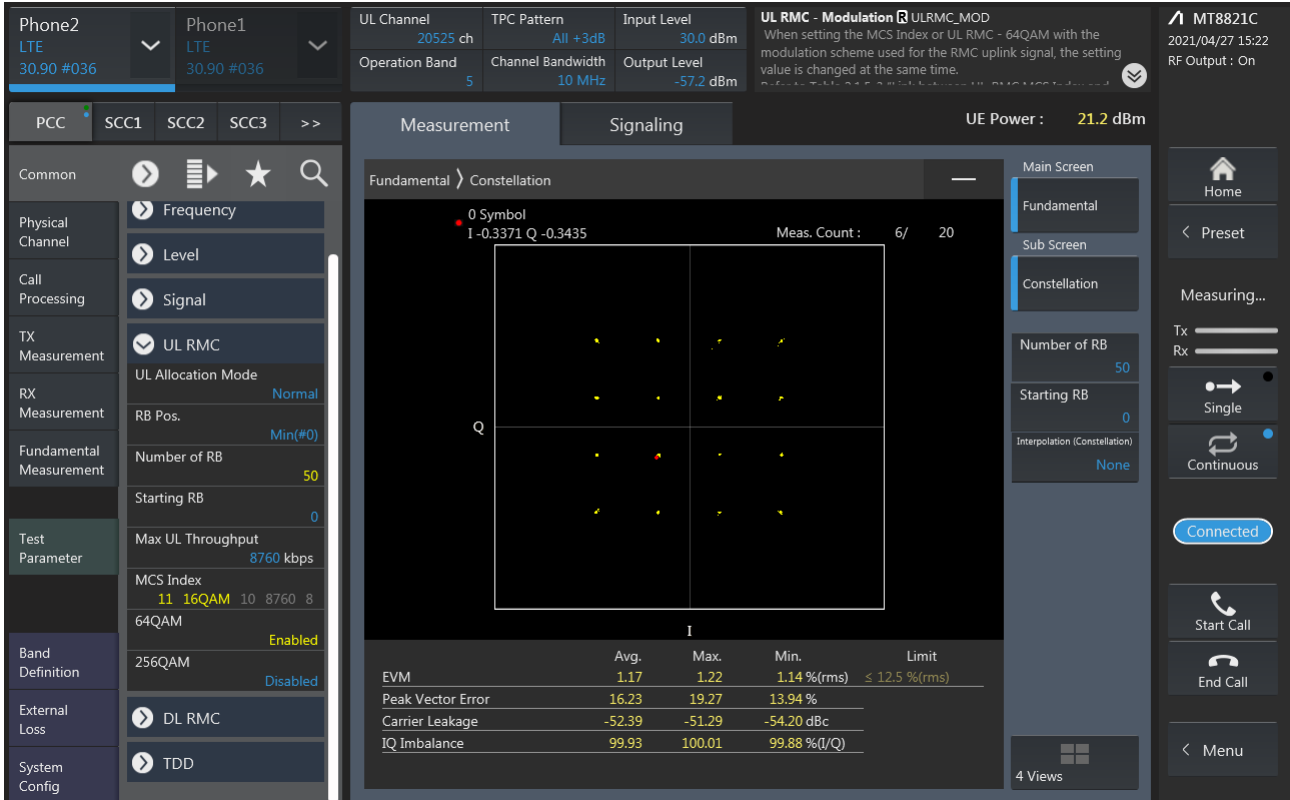 Phone2
LTE
30.90 #036
Phone1
LTE
30.90 #036
UL Channel
20525 ch
TPC Pattern
All +3dB
Input Level
30.0 dBm
Operation Band
5
Channel Bandwidth
10 MHz
Output Level
-57.2 dBm
UL RMC - Modulation R ULRMC_MOD
When setting the MCS Index or UL RMC - 64QAM with the
modulation scheme used for the RMC uplink signal, the setting
value is changed at the same time.
MT8821C
2021/04/27 15:22
RF Output : On
PCC
SCC1
SCC2
SCC3
>>
Measurement
Signaling
UE Power : 21.2 dBm
Common
Physical
Channel
Call
Processing
TX
Measurement
RX
Measurement
Fundamental
Measurement
Test
Parameter
Band
Definition
External
Loss
System
Config
Frequency
Level
Signal
UL RMC
UL Allocation Mode
Normal
RB Pos.
Min(#0)
Number of RB
50
Starting RB
0
Max UL Throughput
8760 kbps
MCS Index
11 16QAM 10 8760 8
64QAM
Enabled
256QAM
Disabled
DL RMC
TDD
Fundamental 〉 Constellation
0 Symbol
I -0.3371 Q -0.3435
Meas. Count : 6/ 20
Q
I
Avg. Max. Min. Limit
EVM 1.17 1.22 1.14 %(rms) ≤ 12.5 %(rms)
Peak Vector Error 16.23 19.27 13.94 %
Carrier Leakage -52.39 -51.29 -54.20 dBc
IQ Imbalance 99.93 100.01 99.88 %(I/Q)
Main Screen
Fundamental
Sub Screen
Constellation
Number of RB
50
Starting RB
0
Interpolation (Constellation)
None
4 Views
Home
< Preset
Measuring...
Tx
Rx
Single
Continuous
Connected
Start Call
End Call
< Menu